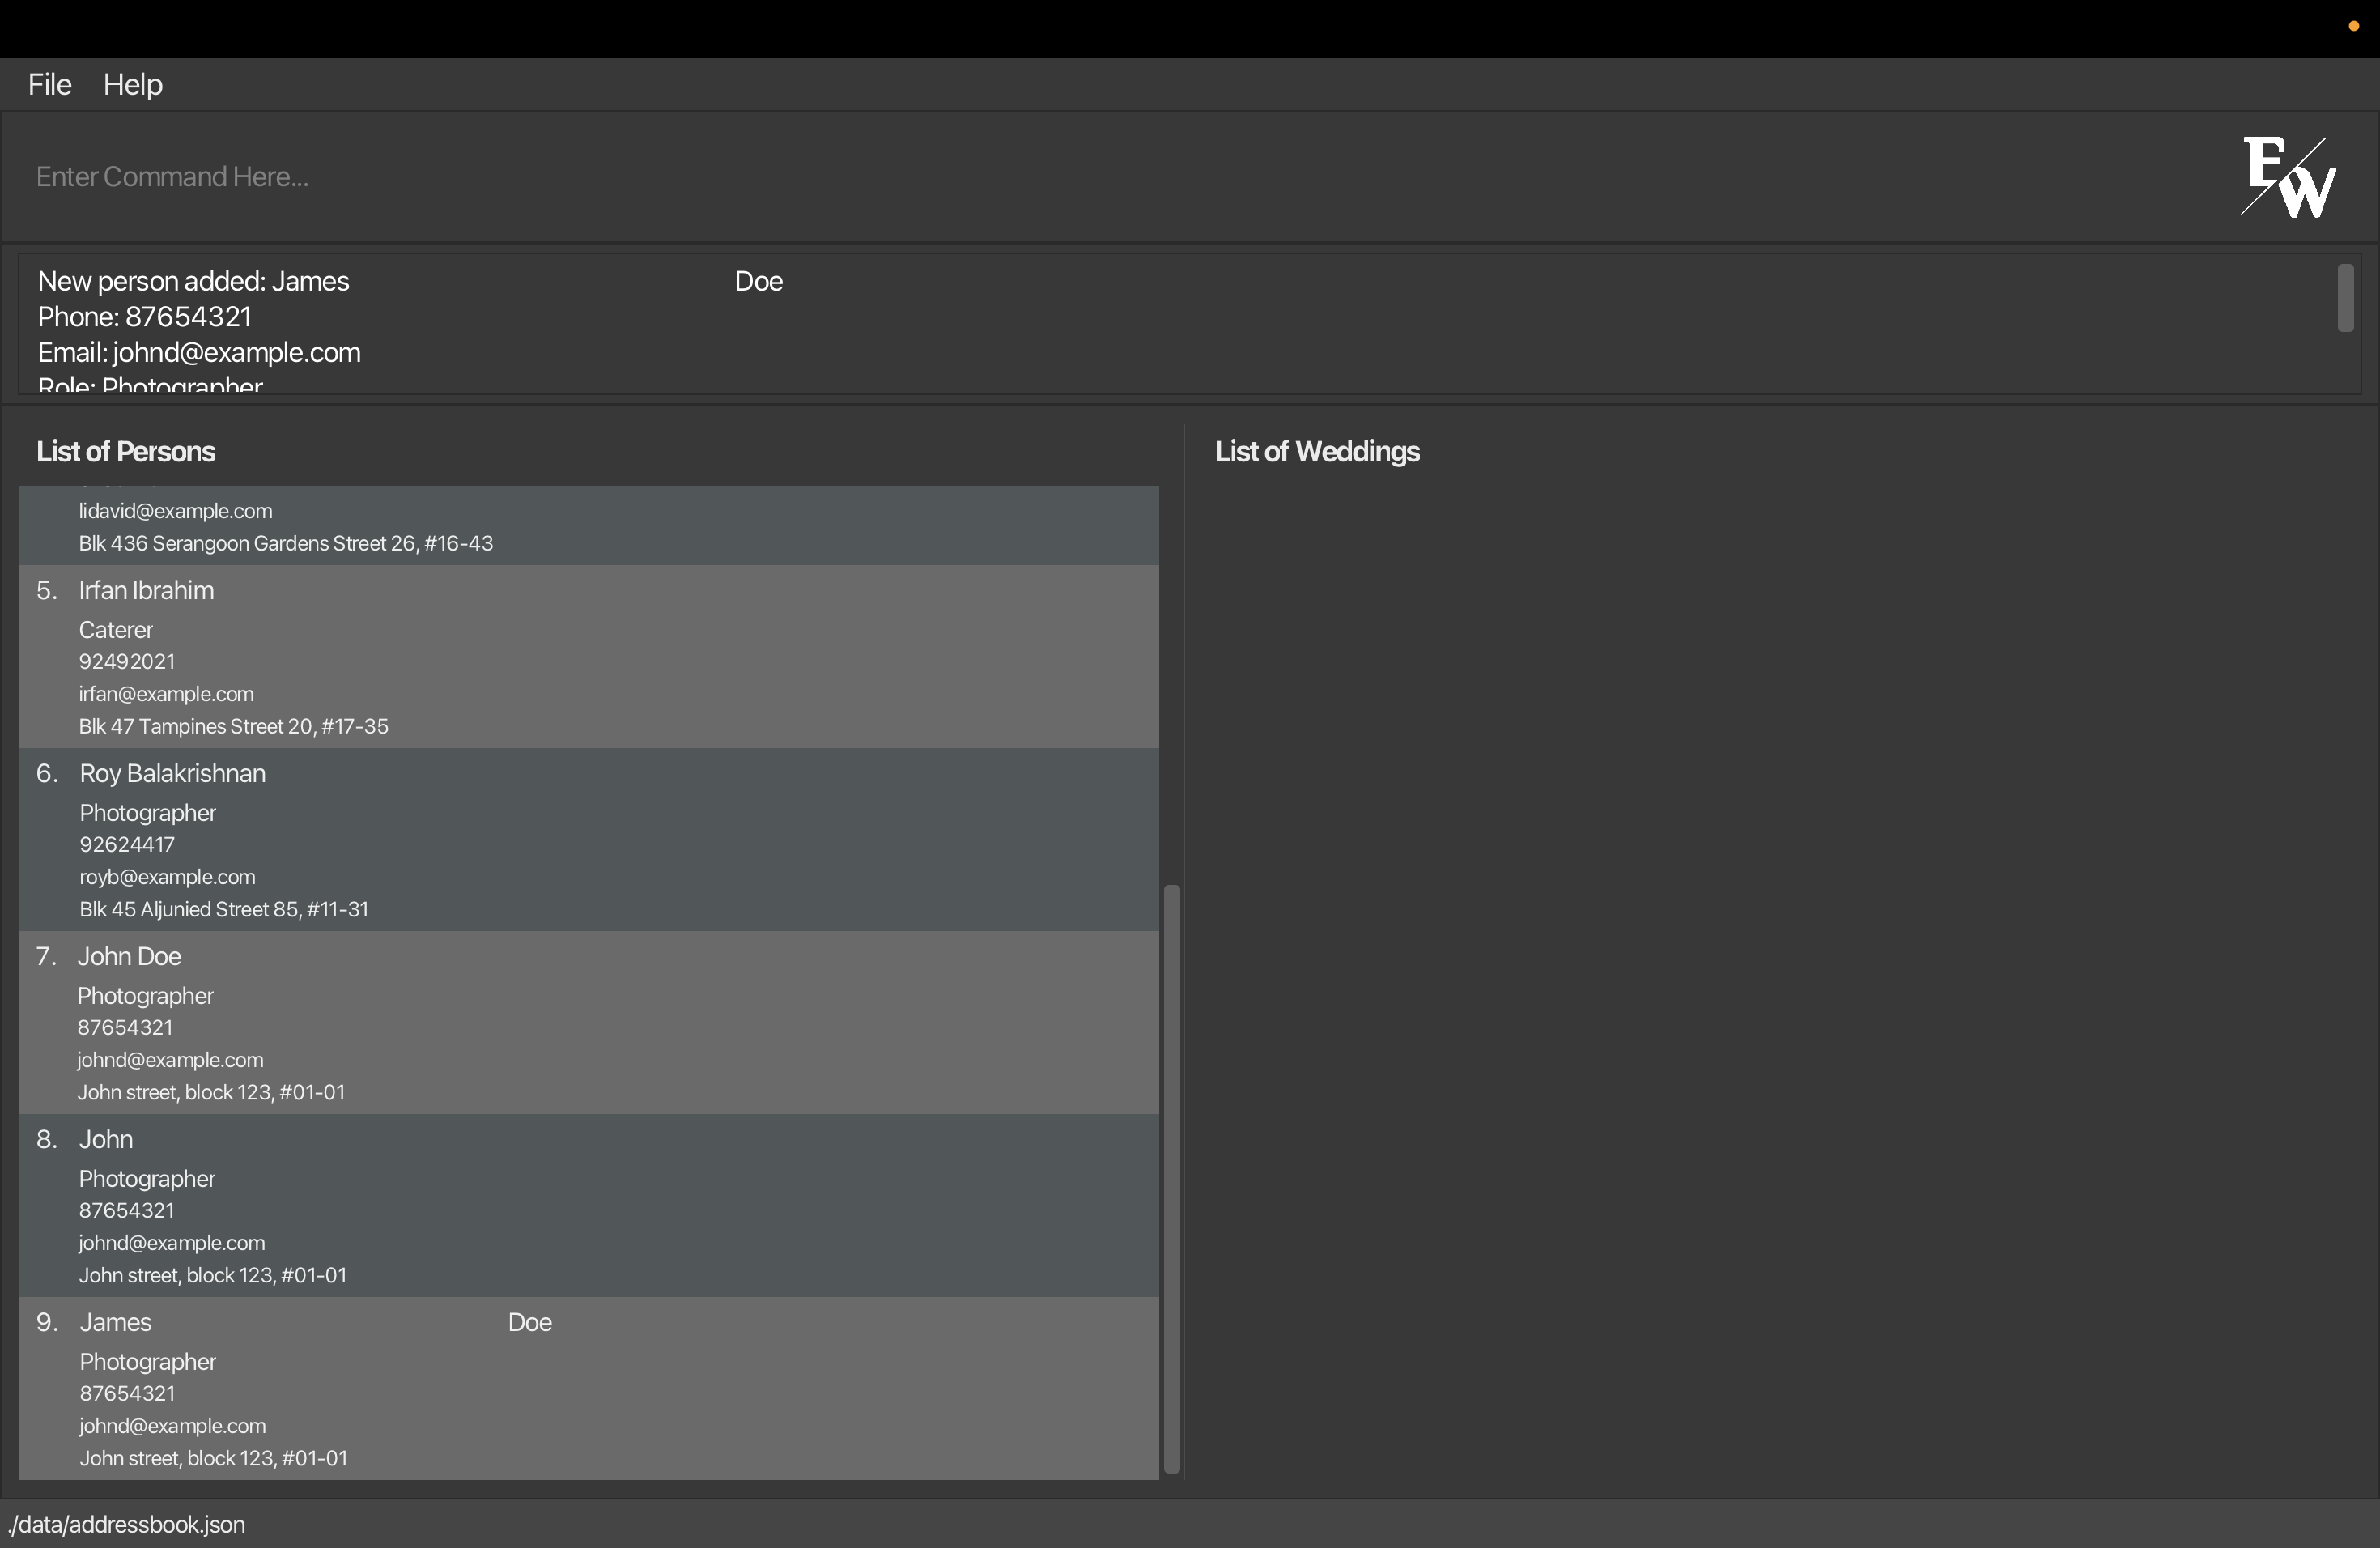 File Help
Enter Command Here...
EW
New person added: James Doe
Phone: 87654321
Email: johnd@example.com
Role: Photographer
List of Persons
List of Weddings
lidavid@example.com
Blk 436 Serangoon Gardens Street 26, #16-43
5. Irfan Ibrahim
Caterer
92492021
irfan@example.com
Blk 47 Tampines Street 20, #17-35
6. Roy Balakrishnan
Photographer
92624417
royb@example.com
Blk 45 Aljunied Street 85, #11-31
7. John Doe
Photographer
87654321
johnd@example.com
John street, block 123, #01-01
8. John
Photographer
87654321
johnd@example.com
John street, block 123, #01-01
9. James Doe
Photographer
87654321
johnd@example.com
John street, block 123, #01-01
./data/addressbook.json